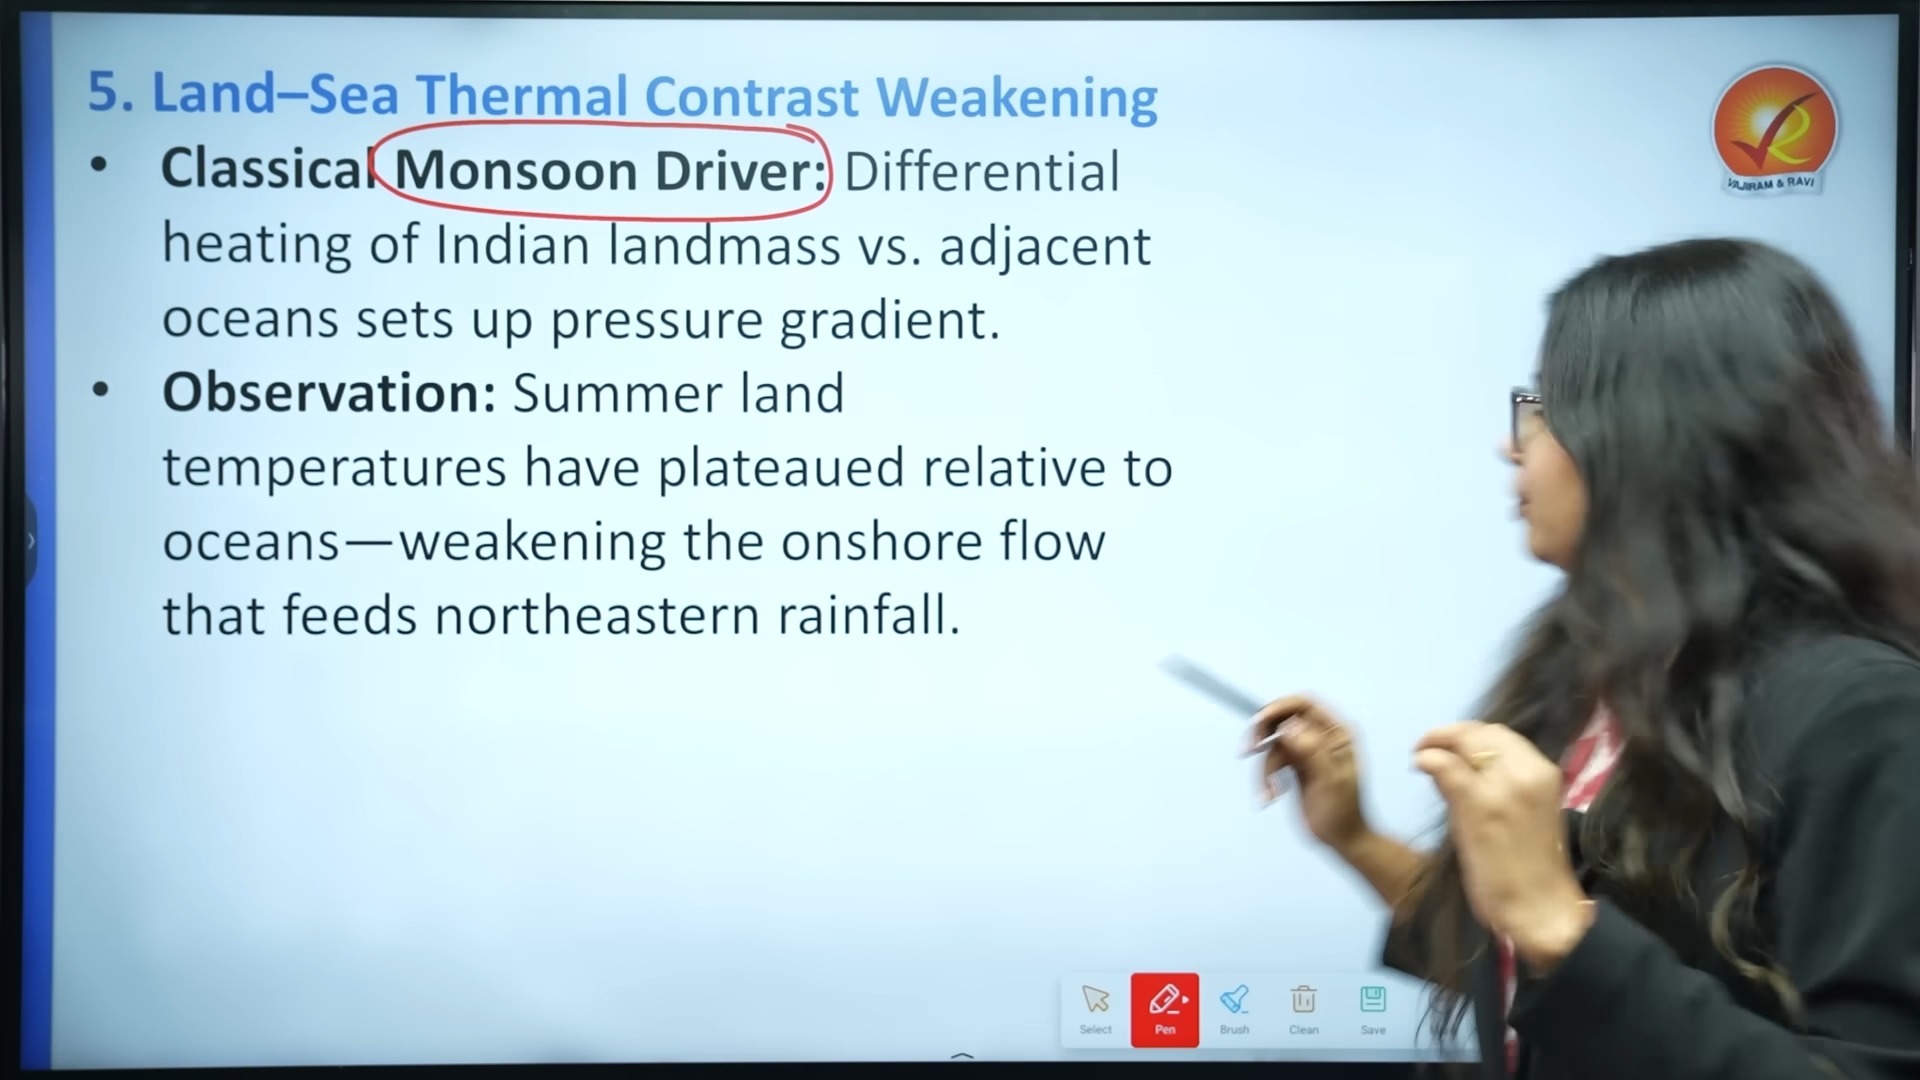 5. Land–Sea Thermal Contrast Weakening
• Classical Monsoon Driver: Differential
heating of Indian landmass vs. adjacent
oceans sets up pressure gradient.
• Observation: Summer land
temperatures have plateaued relative to
oceans—weakening the onshore flow
that feeds northeastern rainfall.
VAJIRAM & RAVI
Select Pen Brush Clean Save